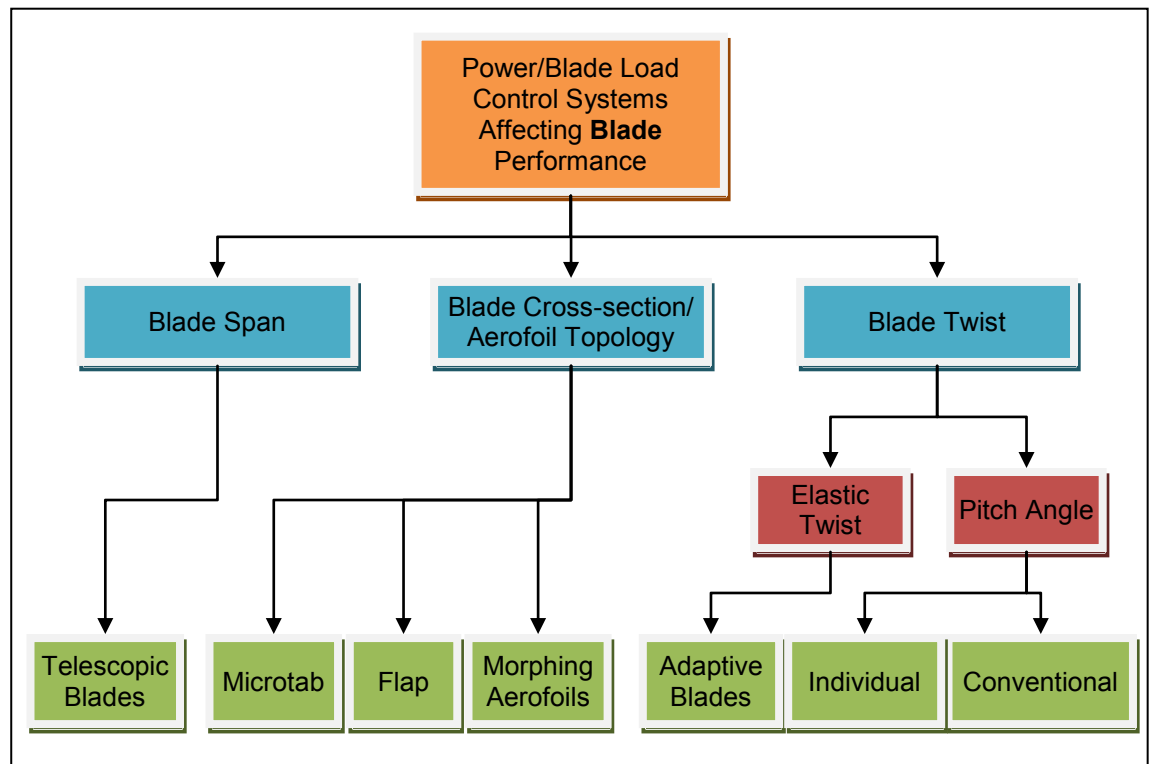 Power/Blade Load
Control Systems
Affecting Blade
Performance
Blade Span
Blade Cross-section/
Aerofoil Topology
Blade Twist
Elastic
Twist
Pitch Angle
Telescopic
Blades
Microtab
Flap
Morphing
Aerofoils
Adaptive
Blades
Individual
Conventional